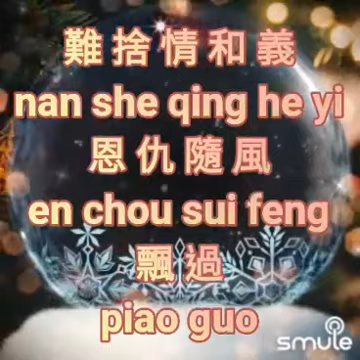 難捨情和義
nan she qing he yi
恩仇隨風
en chou sui feng
飄過
piao guo
smule